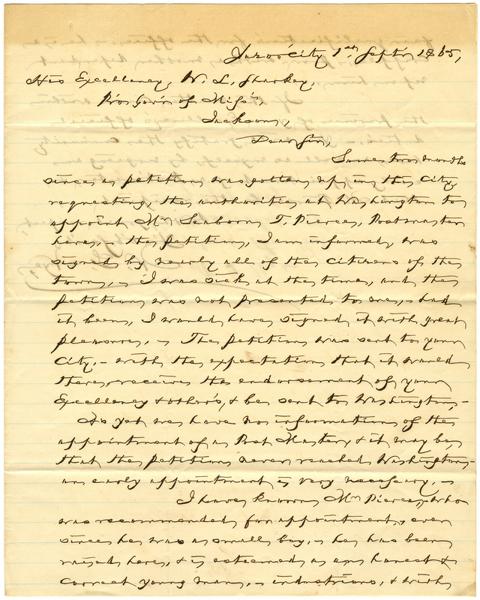 Yazoo City 1st Sept 1865,
His Excellency, W. L. Sharkey,
Pro. Gov'r of Miss,
Jackson,
Dear Sir,
Some two months
since a petition was gotten up in this City
requesting, the authorities at Washington to
appoint Mr Seaborn T. Pierce, Postmaster
here, - the petition, I am informed, was
signed by nearly all of the citizens of the
town, - I was sick at the time, and the
petition was not presented to me, - had
it been, I would have signed it with great
pleasure, - The petition was sent to your
City, - with the expectation that it would
there, receive the endorsement of your
Excellency & others, & be sent to Washington, -
As yet we have no information of the
appointment of a Post Master, & it may be
that the petition never reached Washington -
an early appointment is very necessary, -
I have known Mr Pierce, who
was recommended for appointment, ever
since he was a small boy, - he has been
raised here, & is esteemed as an honest &
correct young man, - industrious, & with